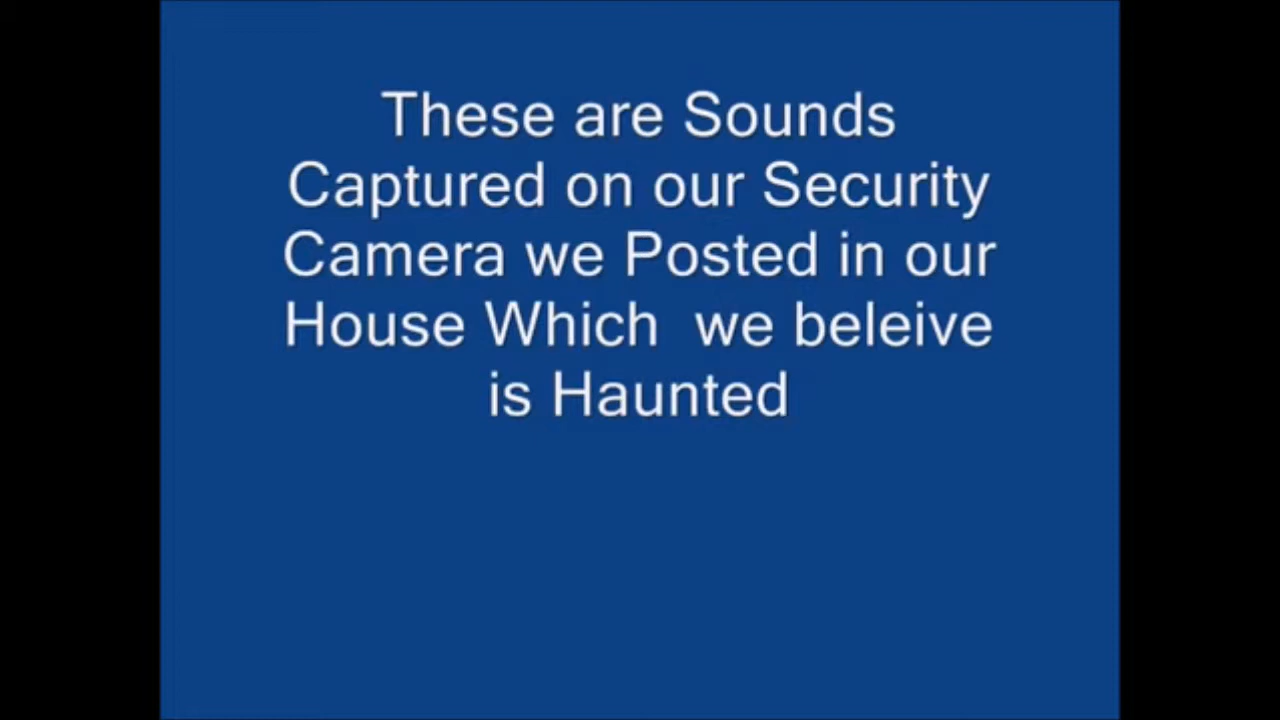 These are Sounds
Captured on our Security
Camera we Posted in our
House Which  we beleive
is Haunted